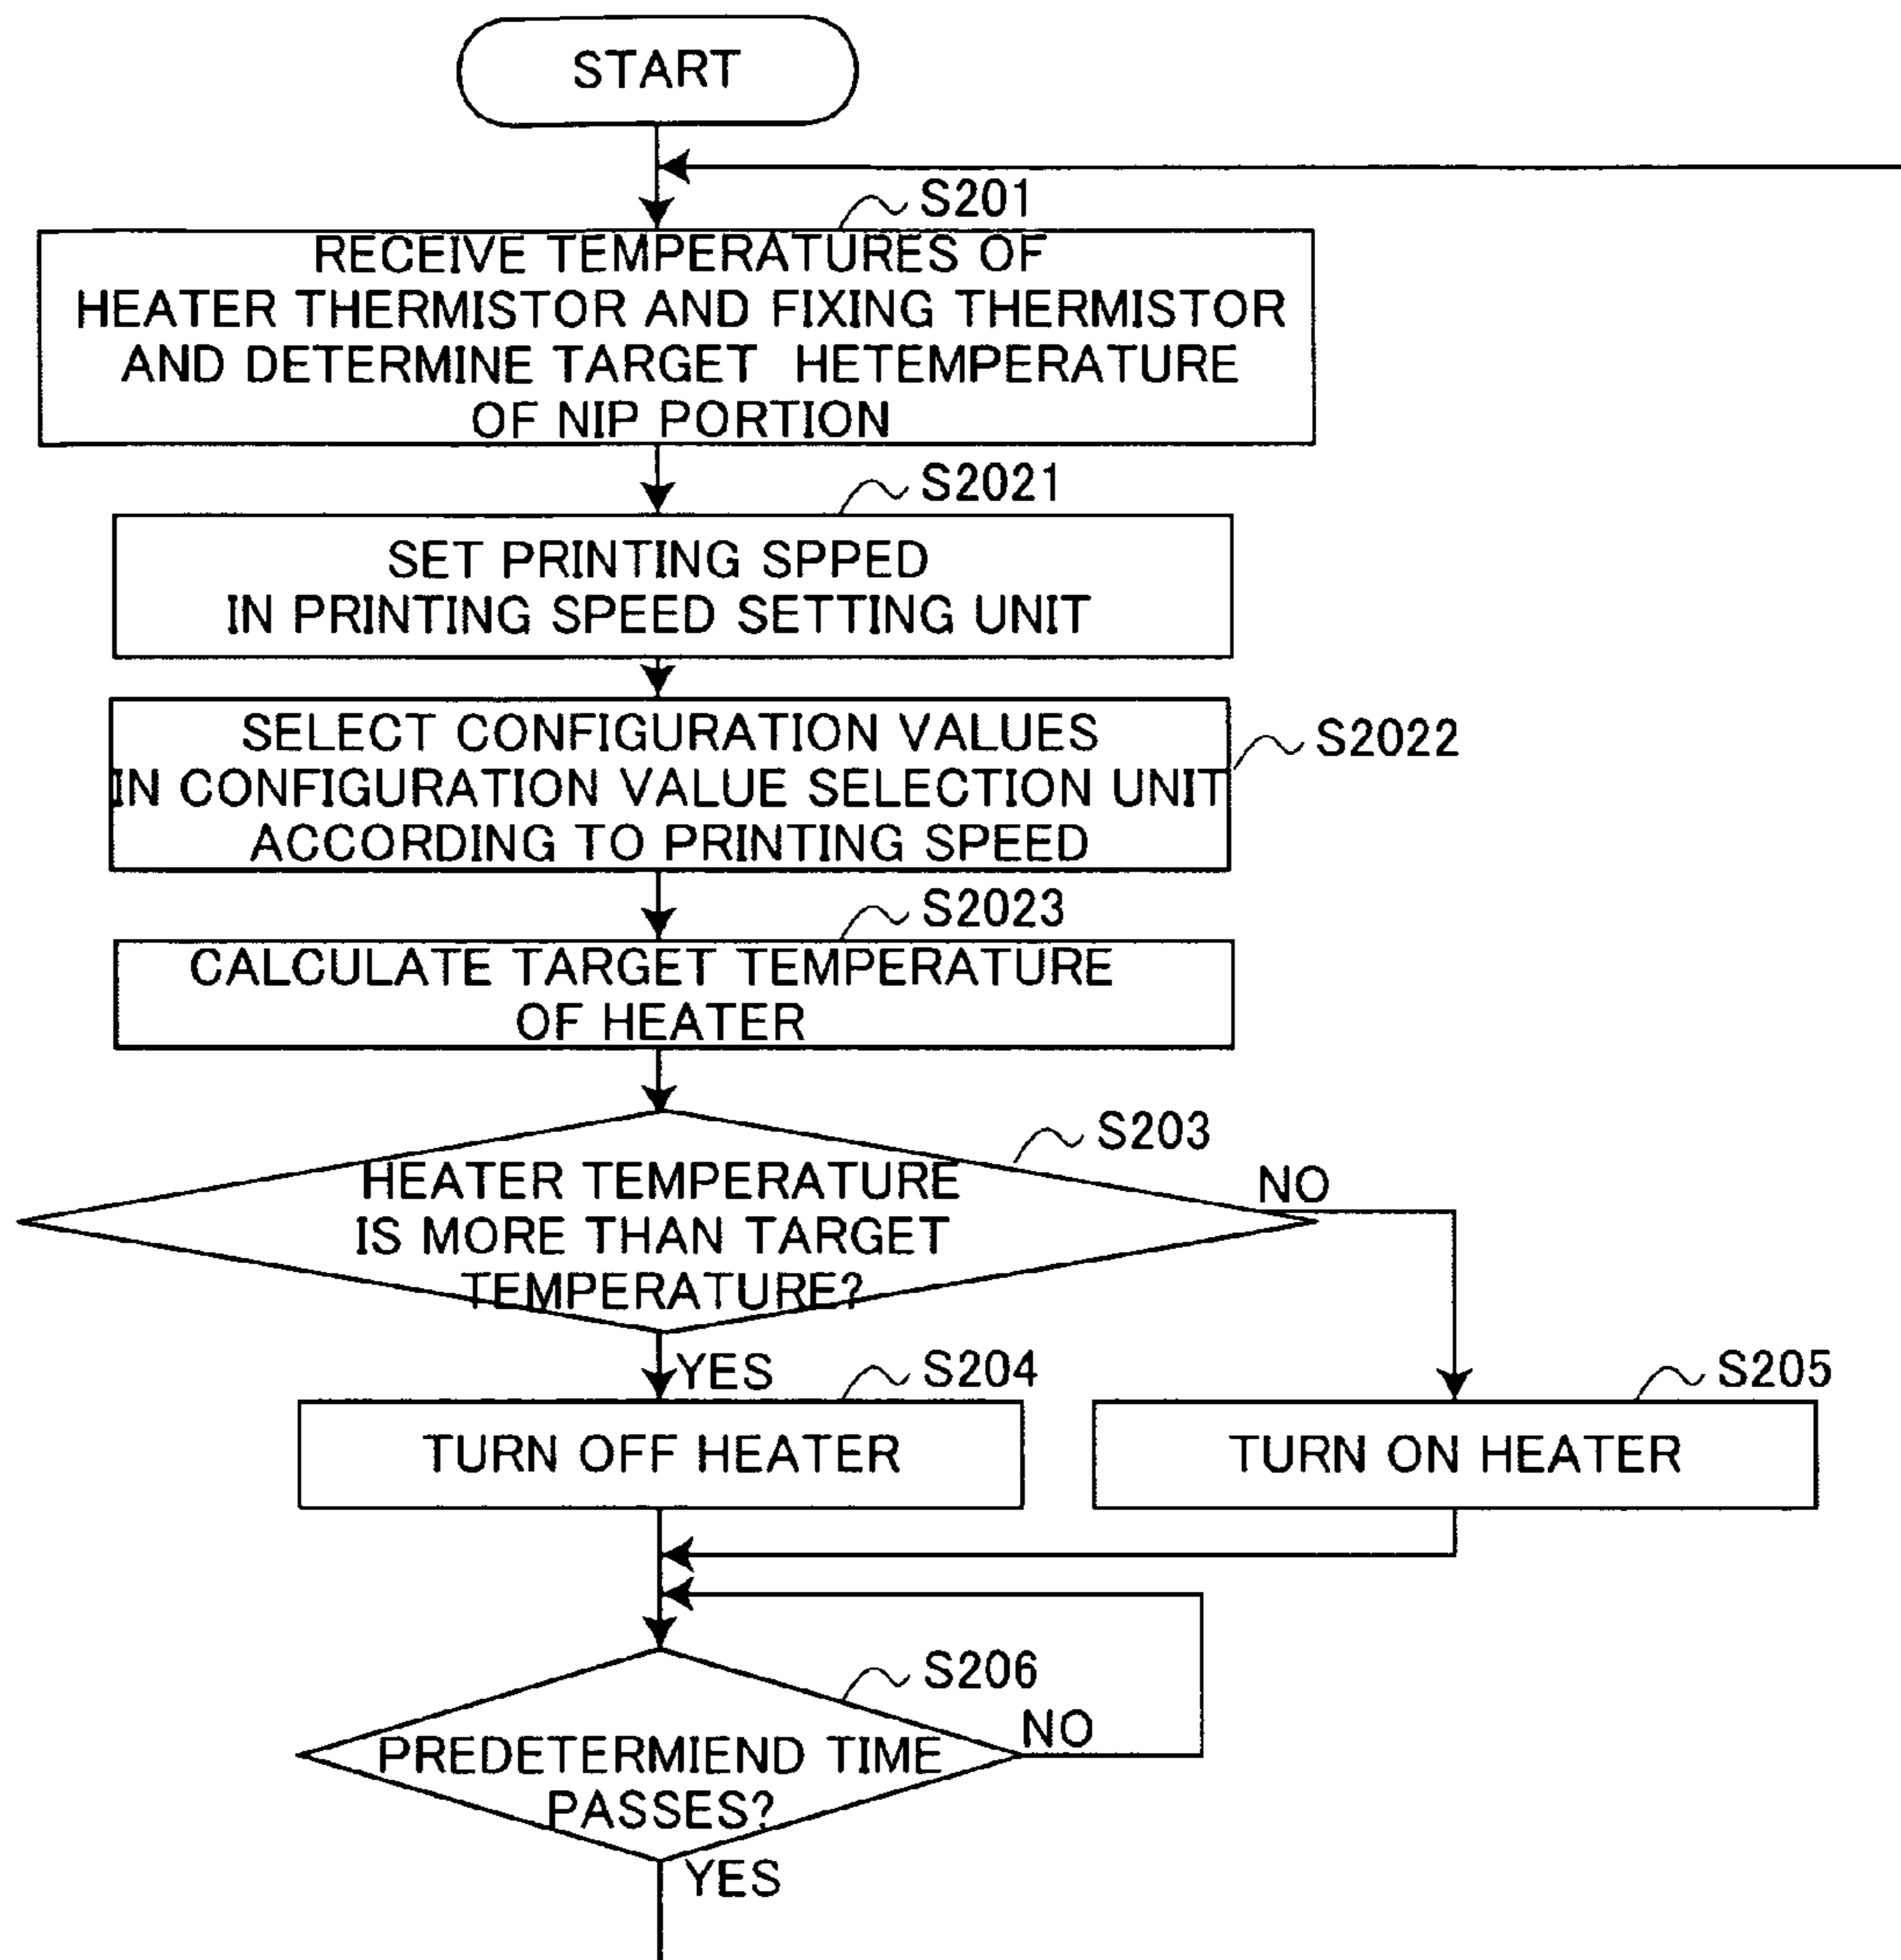 START
S201
RECEIVE TEMPERATURES OF
HEATER THERMISTOR AND FIXING THERMISTOR
AND DETERMINE TARGET HETEMPERATURE
OF NIP PORTION
S2021
SET PRINTING SPPED
IN PRINTING SPEED SETTING UNIT
SELECT CONFIGURATION VALUES
IN CONFIGURATION VALUE SELECTION UNIT
ACCORDING TO PRINTING SPEED
S2022
S2023
CALCULATE TARGET TEMPERATURE
OF HEATER
S203
HEATER TEMPERATURE
IS MORE THAN TARGET
TEMPERATURE?
NO
YES
S204
TURN OFF HEATER
S205
TURN ON HEATER
S206
PREDETERMIEND TIME
PASSES?
NO
YES